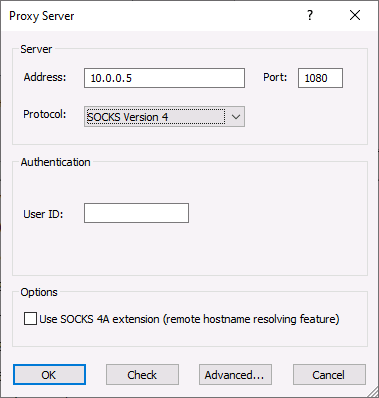 Proxy Server
Server
Address: 10.0.0.5 Port: 1080
Protocol: SOCKS Version 4
Authentication
User ID:
Options
Use SOCKS 4A extension (remote hostname resolving feature)
OK Check Advanced... Cancel